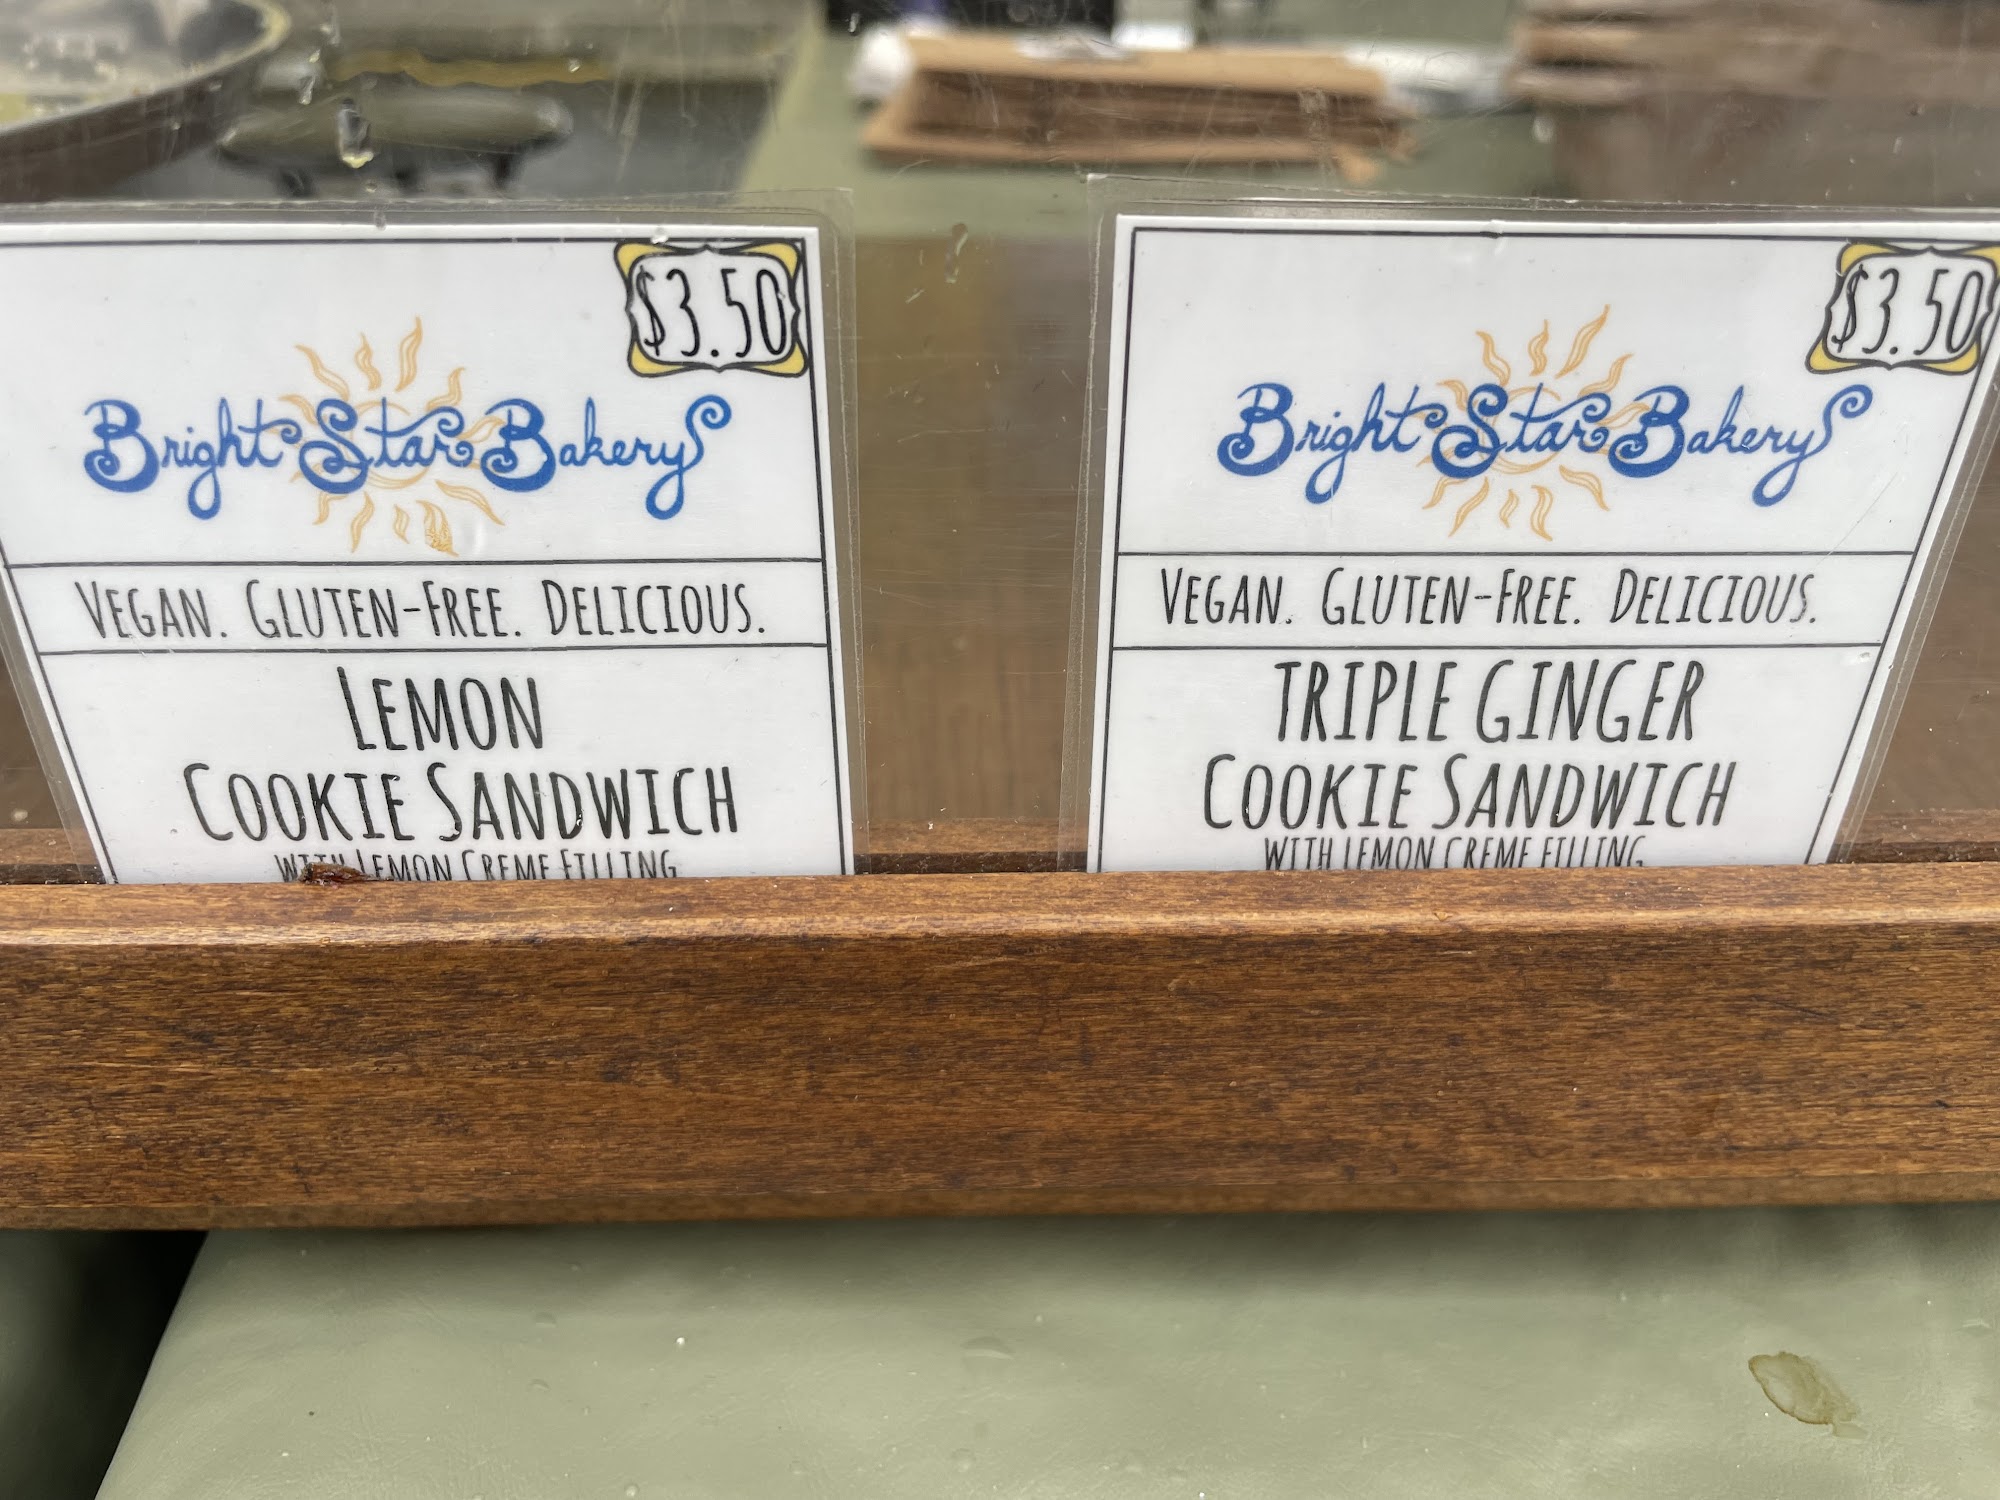 $3.50
Bright Star Bakery
Vegan. Gluten-Free. Delicious.
Lemon
Cookie Sandwich
with Lemon Creme Filling
$3.50
Bright Star Bakery
Vegan. Gluten-Free. Delicious.
Triple Ginger
Cookie Sandwich
with Lemon Creme Filling